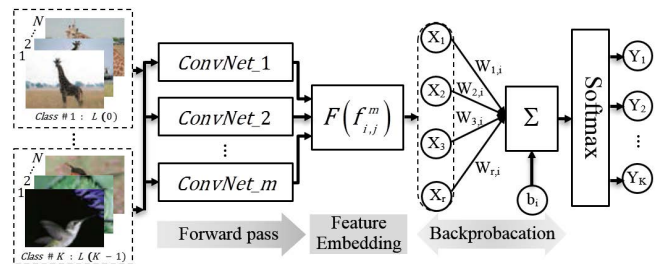 N
2
1
Class # 1 : L (0)
N
2
1
Class # K : L (K − 1)
ConvNet_1
ConvNet_2
⋮
ConvNet_m
F(f^m_{i,j})
X1
X2
X3
Xr
W1,i
W2,i
W3,i
Wr,i
Σ
bi
Softmax
Y1
Y2
⋮
YK
Forward pass
Feature
Embedding
Backprobacation